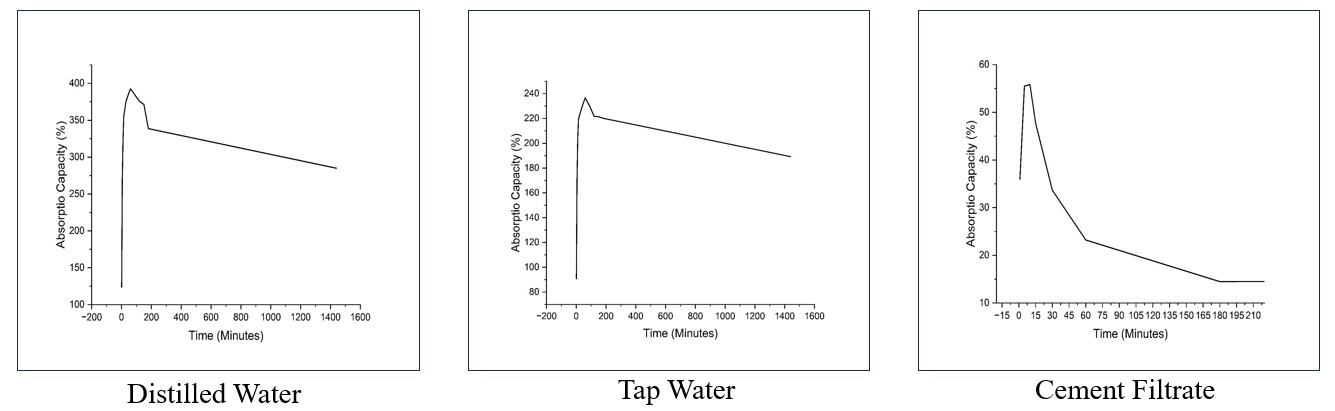 Absorptio Capacity (%)
400
350
300
250
200
150
100
−200 0 200 400 600 800 1000 1200 1400 1600
Time (Minutes)
Distilled Water
Absorptio Capacity (%)
240
220
200
180
160
140
120
100
80
−200 0 200 400 600 800 1000 1200 1400 1600
Time (Minutes)
Tap Water
Absorptio Capacity (%)
60
50
40
30
20
10
−15 0 15 30 45 60 75 90 105 120 135 150 165 180 195 210
Time (Minutes)
Cement Filtrate